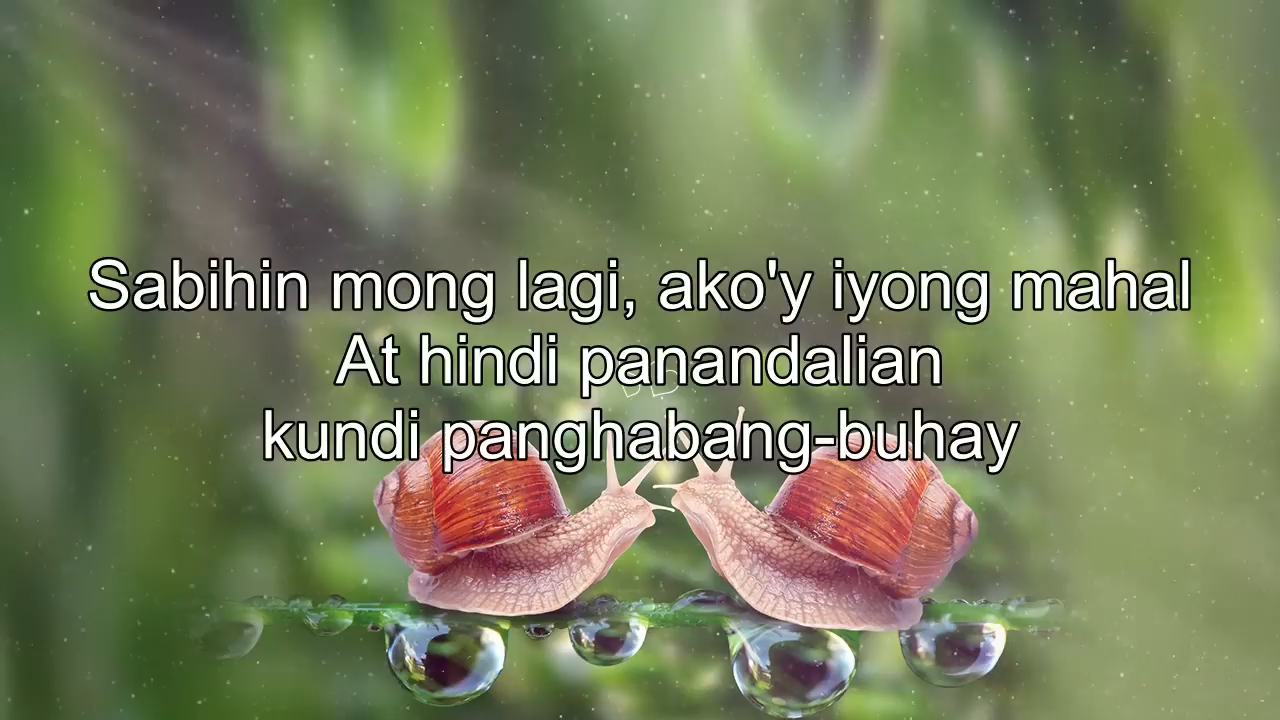 Sabihin mong lagi, ako'y iyong mahal
At hindi panandalian
kundi panghabang-buhay